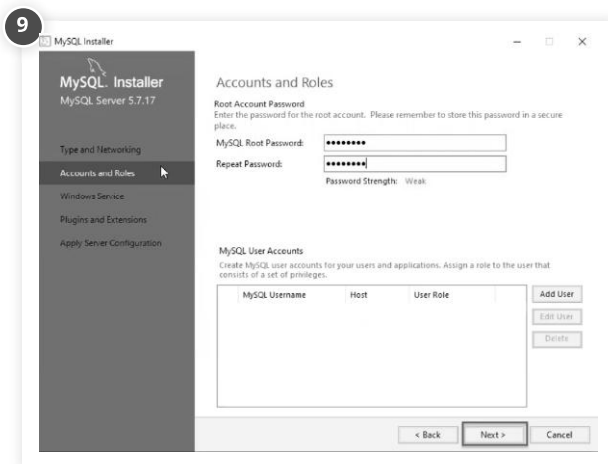 9
MySQL Installer
MySQL. Installer
MySQL Server 5.7.17
Type and Networking
Accounts and Roles
Windows Service
Plugins and Extensions
Apply Server Configuration
Accounts and Roles
Root Account Password
Enter the password for the root account. Please remember to store this password in a secure
place.
MySQL Root Password: ••••••••
Repeat Password: ••••••••
Password Strength: Weak
MySQL User Accounts
Create MySQL user accounts for your users and applications. Assign a role to the user that
consists of a set of privileges.
MySQL Username Host User Role
Add User
Edit User
Delete
< Back Next > Cancel